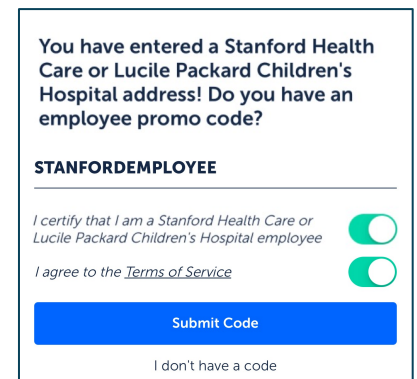 You have entered a Stanford Health
Care or Lucile Packard Children's
Hospital address! Do you have an
employee promo code?
STANFORDEMPLOYEE
I certify that I am a Stanford Health Care or
Lucile Packard Children's Hospital employee
I agree to the Terms of Service
Submit Code
I don't have a code